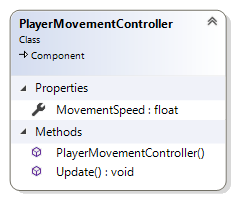 PlayerMovementController
Class
Component
Properties
MovementSpeed : float
Methods
PlayerMovementController()
Update() : void